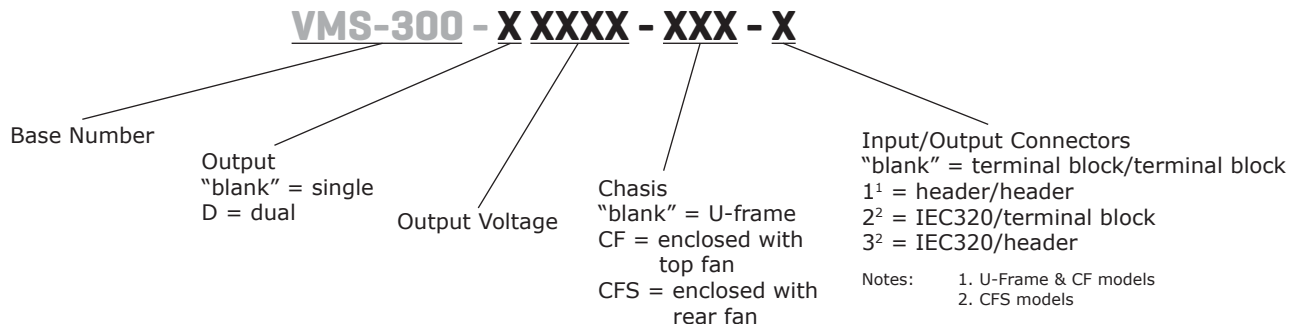 VMS-300 - X XXXX - XXX - X
Base Number
Output
“blank” = single
D = dual
Output Voltage
Chasis
“blank” = U-frame
CF = enclosed with
top fan
CFS = enclosed with
rear fan
Input/Output Connectors
“blank” = terminal block/terminal block
1¹ = header/header
2² = IEC320/terminal block
3² = IEC320/header
Notes: 1. U-Frame & CF models
2. CFS models